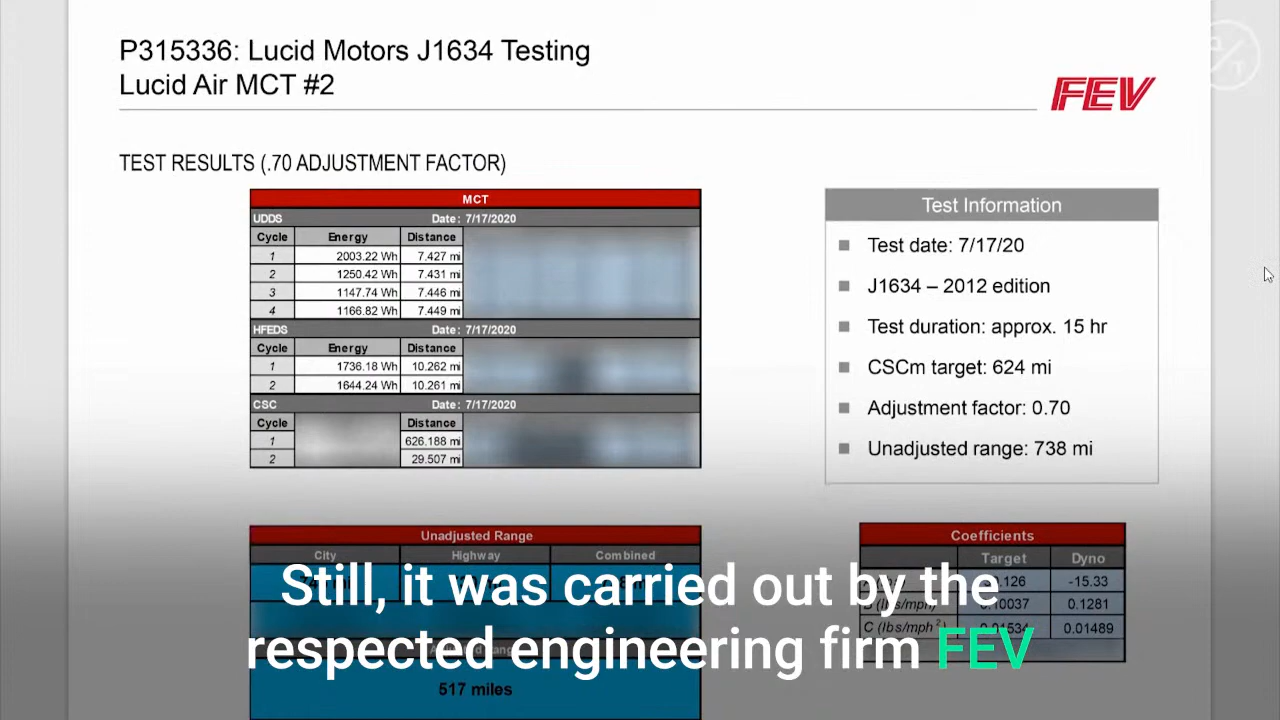 P315336: Lucid Motors J1634 Testing
Lucid Air MCT #2
FEV
TEST RESULTS (.70 ADJUSTMENT FACTOR)
MCT
UDDS Date: 7/17/2020
Cycle Energy Distance
1 2003.22 Wh 7.427 mi
2 1250.42 Wh 7.431 mi
3 1147.74 Wh 7.446 mi
4 1166.82 Wh 7.449 mi
HFEDS Date: 7/17/2020
Cycle Energy Distance
1 1736.18 Wh 10.262 mi
2 1644.24 Wh 10.261 mi
CSC Date: 7/17/2020
Cycle Distance
1 626.188 mi
2 29.507 mi
Test Information
Test date: 7/17/20
J1634 – 2012 edition
Test duration: approx. 15 hr
CSCm target: 624 mi
Adjustment factor: 0.70
Unadjusted range: 738 mi
Unadjusted Range
City Highway Combined
517 miles
Coefficients
Target Dyno
-15.33
(lbs/mph) 0.1281
C (lbs/mph²) 0.01534 0.01489
Still, it was carried out by the
respected engineering firm FEV